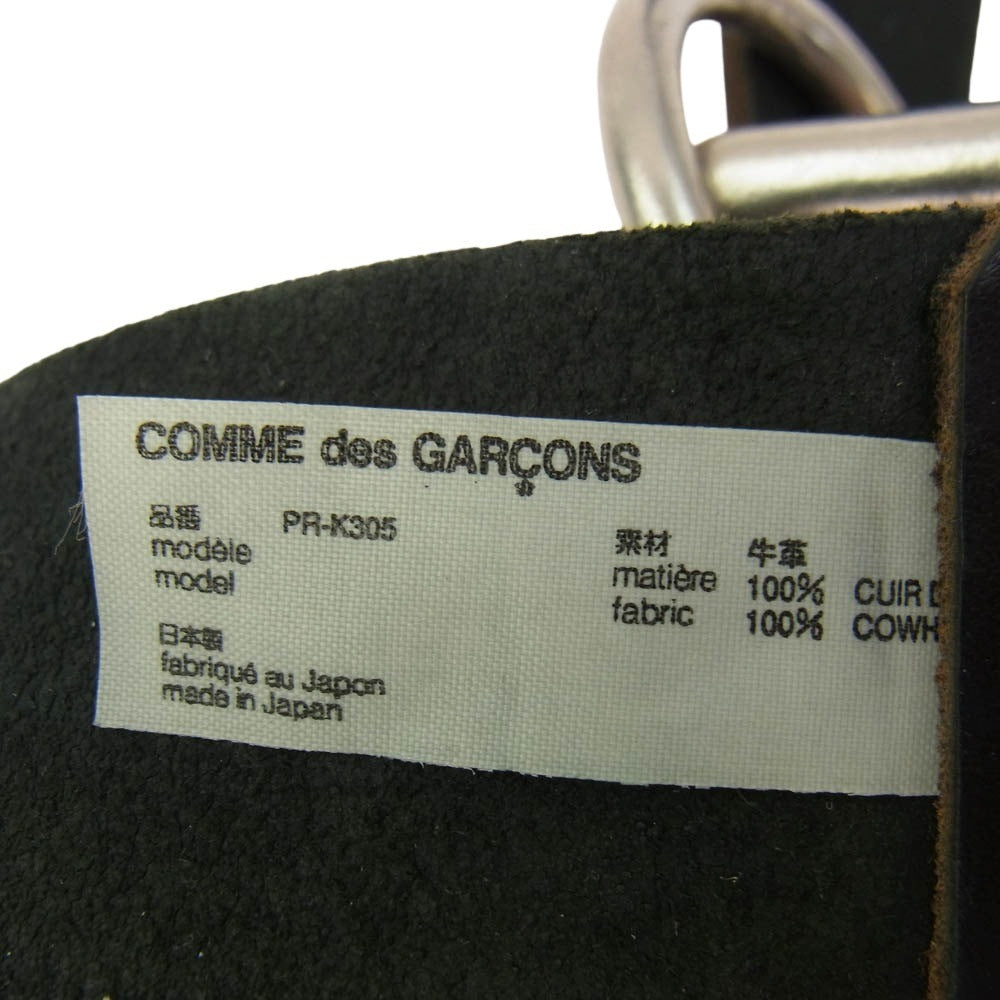 COMME des GARÇONS
品番 PR-K305
modèle
model
日本製
fabriqué au Japon
made in Japan
素材 牛革
matière 100% CUIR D
fabric 100% COWH